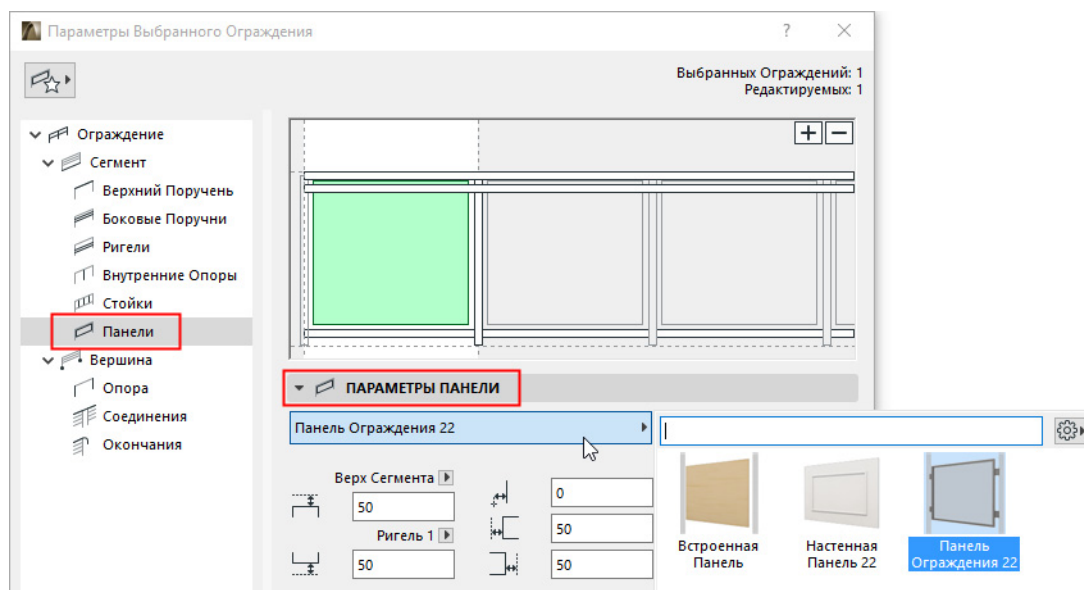 Параметры Выбранного Ограждения
?
Выбранных Ограждений: 1
Редактируемых: 1
Ограждение
Сегмент
Верхний Поручень
Боковые Поручни
Ригели
Внутренние Опоры
Стойки
Панели
Вершина
Опора
Соединения
Окончания
ПАРАМЕТРЫ ПАНЕЛИ
Панель Ограждения 22
Верх Сегмента
50
0
Ригель 1
50
50
50
Встроенная
Панель
Настенная
Панель 22
Панель
Ограждения 22